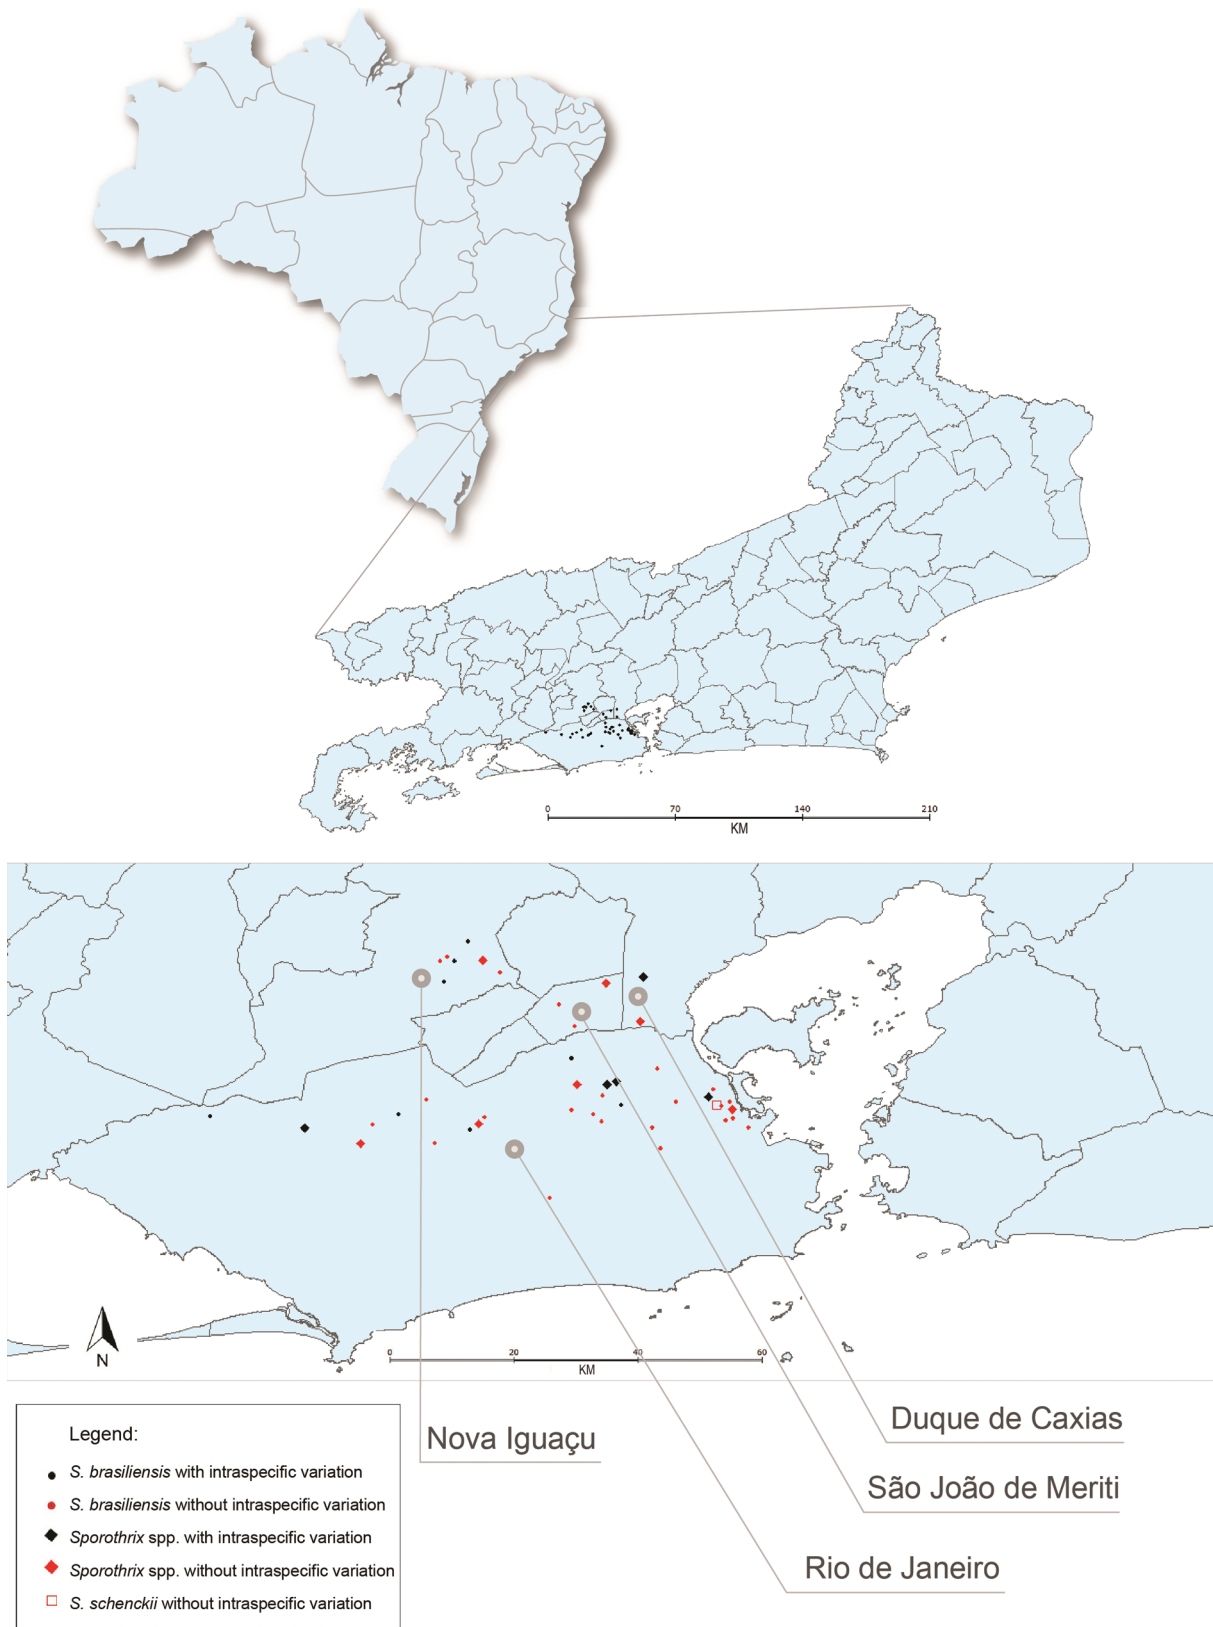 0 70 140 210
KM
N
0 20 40 60
KM
Nova Iguaçu
Duque de Caxias
São João de Meriti
Rio de Janeiro
Legend:
S. brasiliensis with intraspecific variation
S. brasiliensis without intraspecific variation
Sporothrix spp. with intraspecific variation
Sporothrix spp. without intraspecific variation
S. schenckii without intraspecific variation